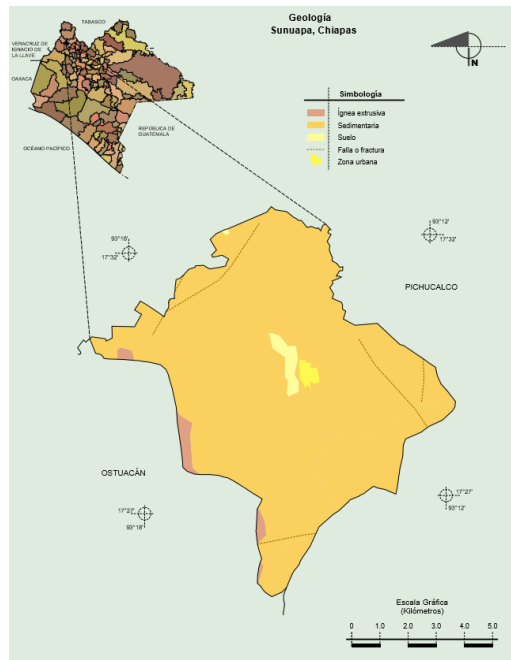 Geología
Sunuapa, Chiapas
TABASCO
VERACRUZ DE
IGNACIO DE
LA LLAVE
OAXACA
REPÚBLICA DE
GUATEMALA
OCÉANO PACÍFICO
N
Simbología
Ígnea extrusiva
Sedimentaria
Suelo
Falla o fractura
Zona urbana
93°18'
17°32'
93°12'
17°32'
PICHUCALCO
OSTUACÁN
17°27'
93°18'
17°27'
93°12'
Escala Gráfica
(Kilómetros)
0 1.0 2.0 3.0 4.0 5.0